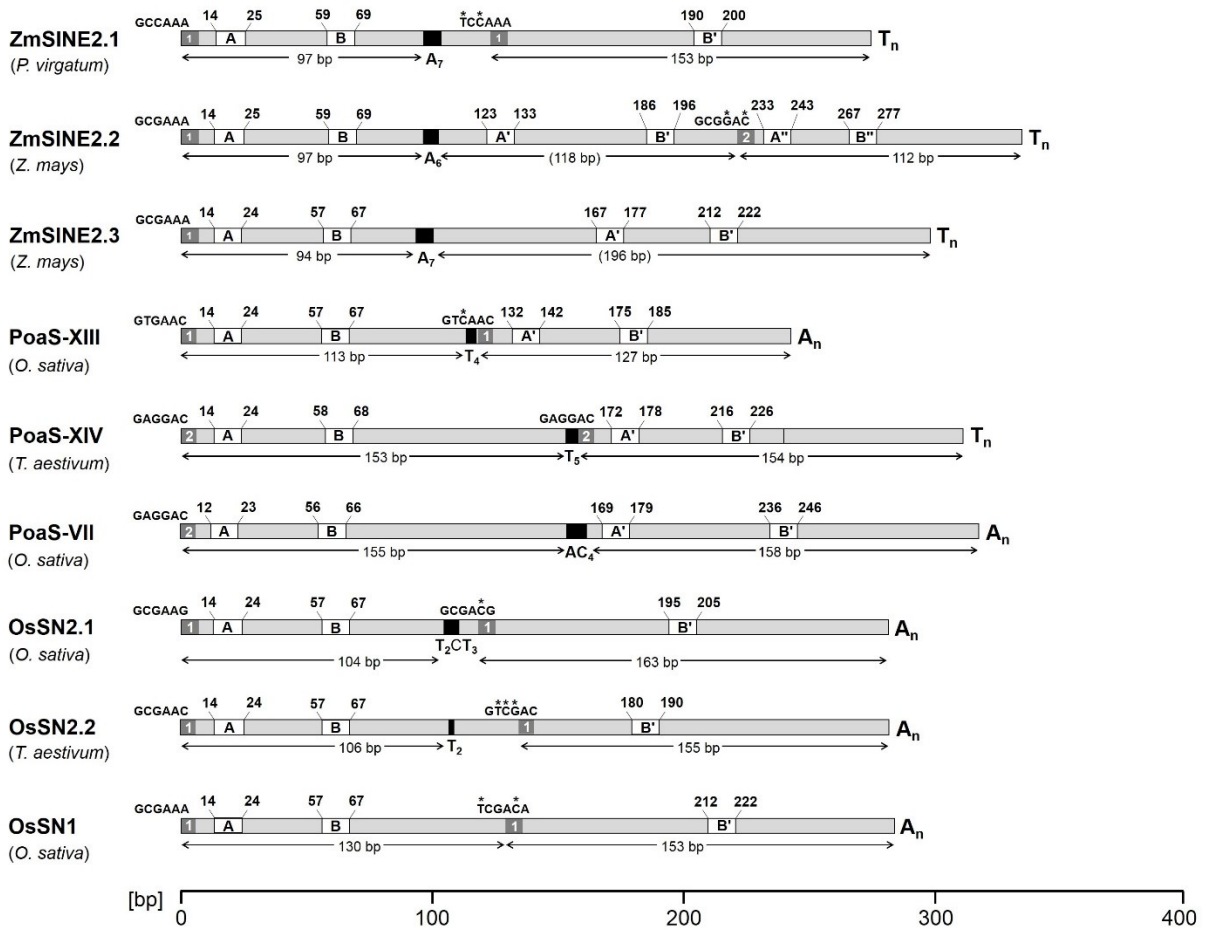 GCCAAA 14 25 59 69 * * TCCAAA 190 200
ZmSINE2.1 1 A B 1 B' Tn
(P. virgatum) 97 bp A7 153 bp
GCGAAA 14 25 59 69 123 133 186 196 * * GCGGAC 233 243 267 277
ZmSINE2.2 1 A B A' B' 2 A" B" Tn
(Z. mays) 97 bp A6 (118 bp) 112 bp
GCGAAA 14 24 57 67 167 177 212 222
ZmSINE2.3 1 A B A' B' Tn
(Z. mays) 94 bp A7 (196 bp)
GTGAAC 14 24 57 67 * GTCAAC 132 142 175 185
PoaS-XIII 1 A B 1 A' B' An
(O. sativa) 113 bp T4 127 bp
GAGGAC 14 24 58 68 GAGGAC 172 178 216 226
PoaS-XIV 2 A B 2 A' B' Tn
(T. aestivum) 153 bp T5 154 bp
GAGGAC 12 23 56 66 169 179 236 246
PoaS-VII 2 A B A' B' An
(O. sativa) 155 bp AC4 158 bp
GCGAAG 14 24 57 67 * GCGACG 195 205
OsSN2.1 1 A B 1 B' An
(O. sativa) 104 bp T2CT3 163 bp
GCGAAC 14 24 57 67 *** GTCGAC 180 190
OsSN2.2 1 A B 1 B' An
(T. aestivum) 106 bp T2 155 bp
GCGAAA 14 24 57 67 * * TCGACA 212 222
OsSN1 1 A B 1 B' An
(O. sativa) 130 bp 153 bp
[bp] 0 100 200 300 400